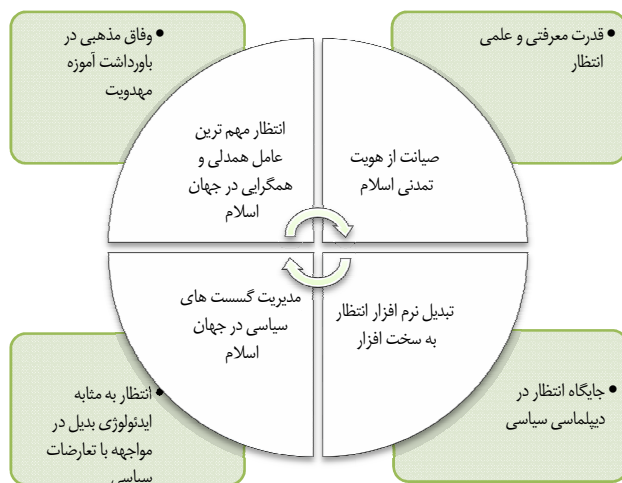 قدرت معرفتی و علمی
انتظار
وفاق مذهبی در
باورداشت آموزه
مهدویت
صیانت از هویت
تمدنی اسلام
انتظار مهم ترین
عامل همدلی و
همگرایی در جهان
اسلام
تبدیل نرم افزار انتظار
به سخت افزار
مدیریت گسست های
سیاسی در جهان
اسلام
جایگاه انتظار در
دیپلماسی سیاسی
انتظار به مثابه
ایدئولوژی بدیل در
مواجهه با تعارضات
سیاسی